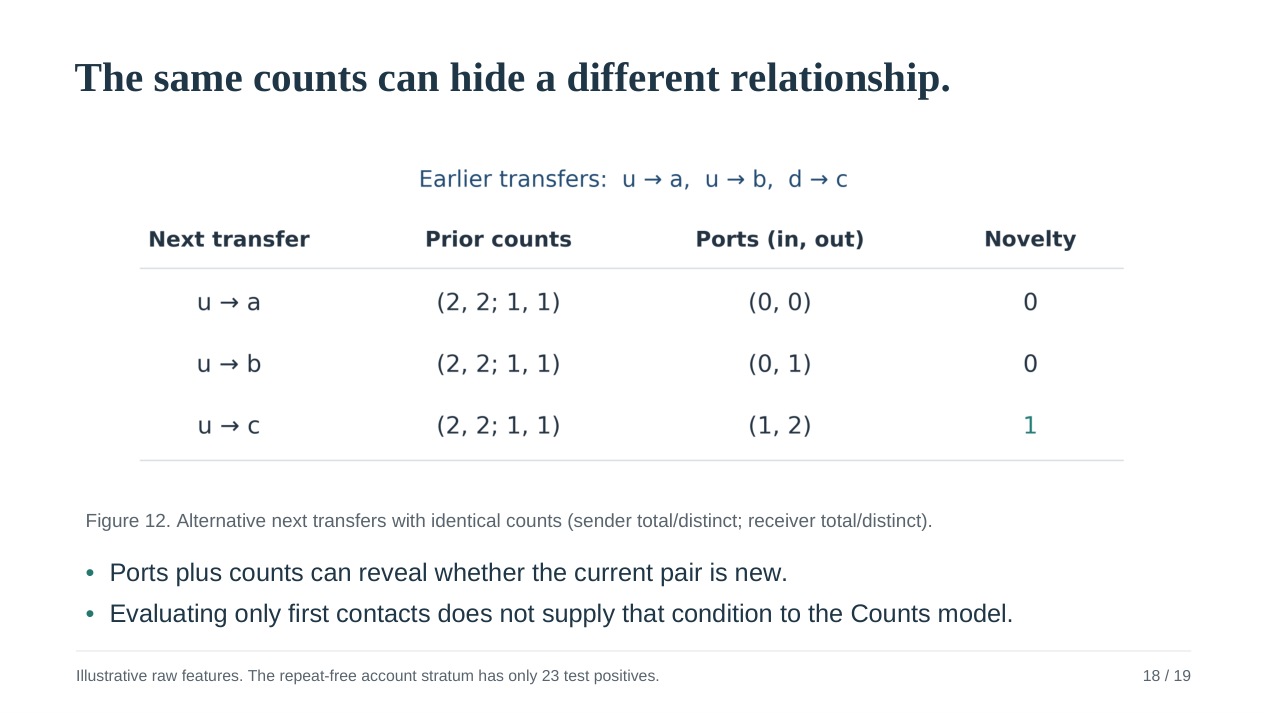 The same counts can hide a different relationship.
Earlier transfers:  u → a,  u → b,  d → c
Next transfer  Prior counts  Ports (in, out)  Novelty
u → a  (2, 2; 1, 1)  (0, 0)  0
u → b  (2, 2; 1, 1)  (0, 1)  0
u → c  (2, 2; 1, 1)  (1, 2)  1
Figure 12. Alternative next transfers with identical counts (sender total/distinct; receiver total/distinct).
• Ports plus counts can reveal whether the current pair is new.
• Evaluating only first contacts does not supply that condition to the Counts model.
Illustrative raw features. The repeat-free account stratum has only 23 test positives.  18 / 19